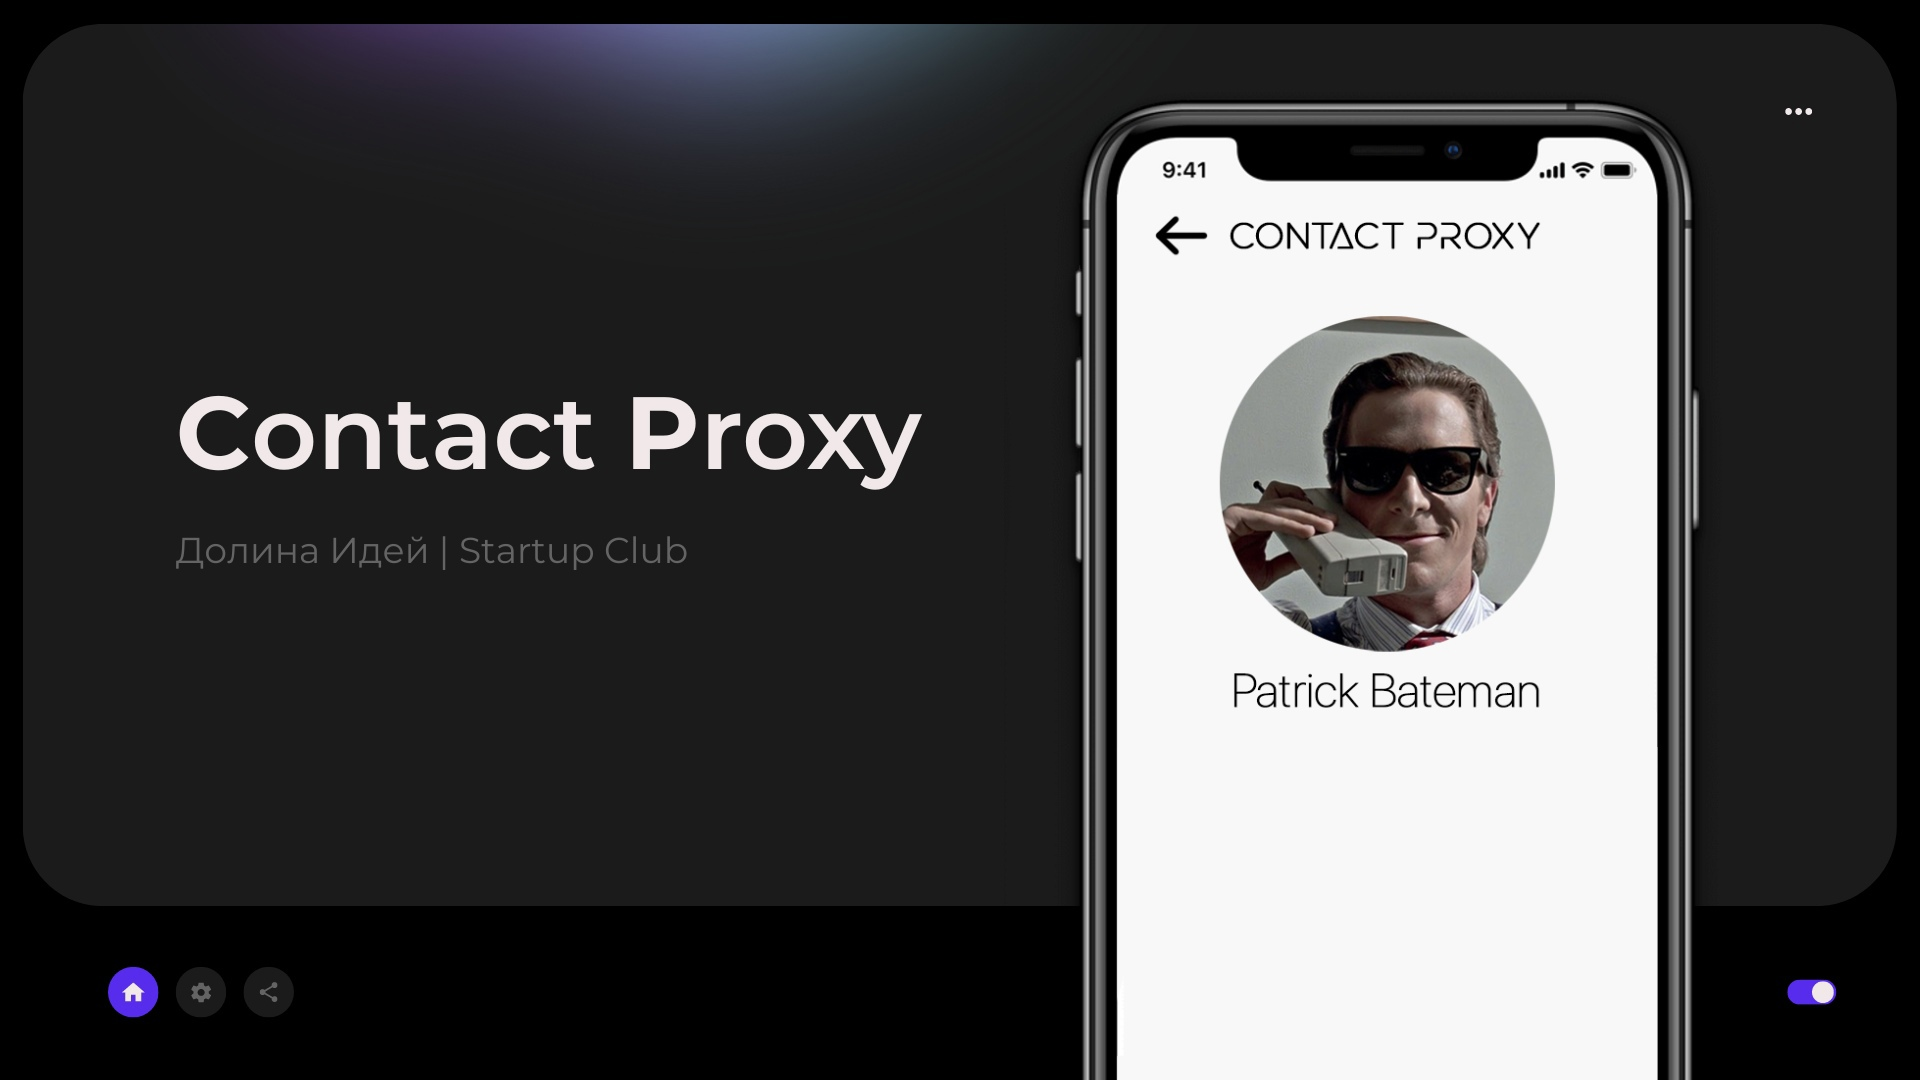 Contact Proxy
Долина Идей | Startup Club
9:41
CONTACT PROXY
Patrick Bateman